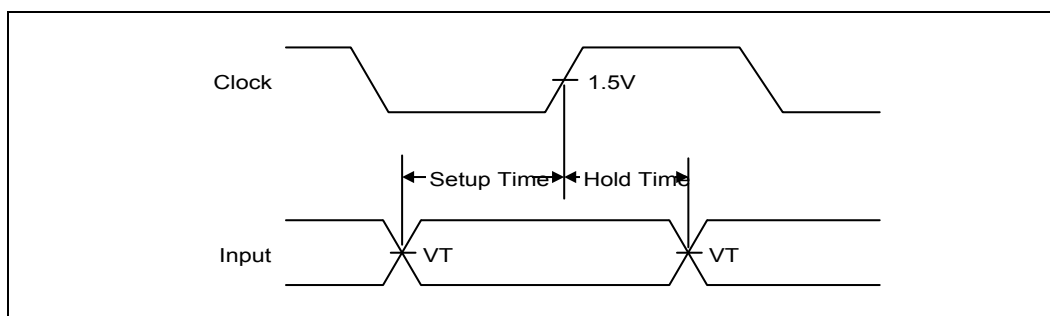 Clock
1.5V
Setup Time
Hold Time
Input
VT
VT